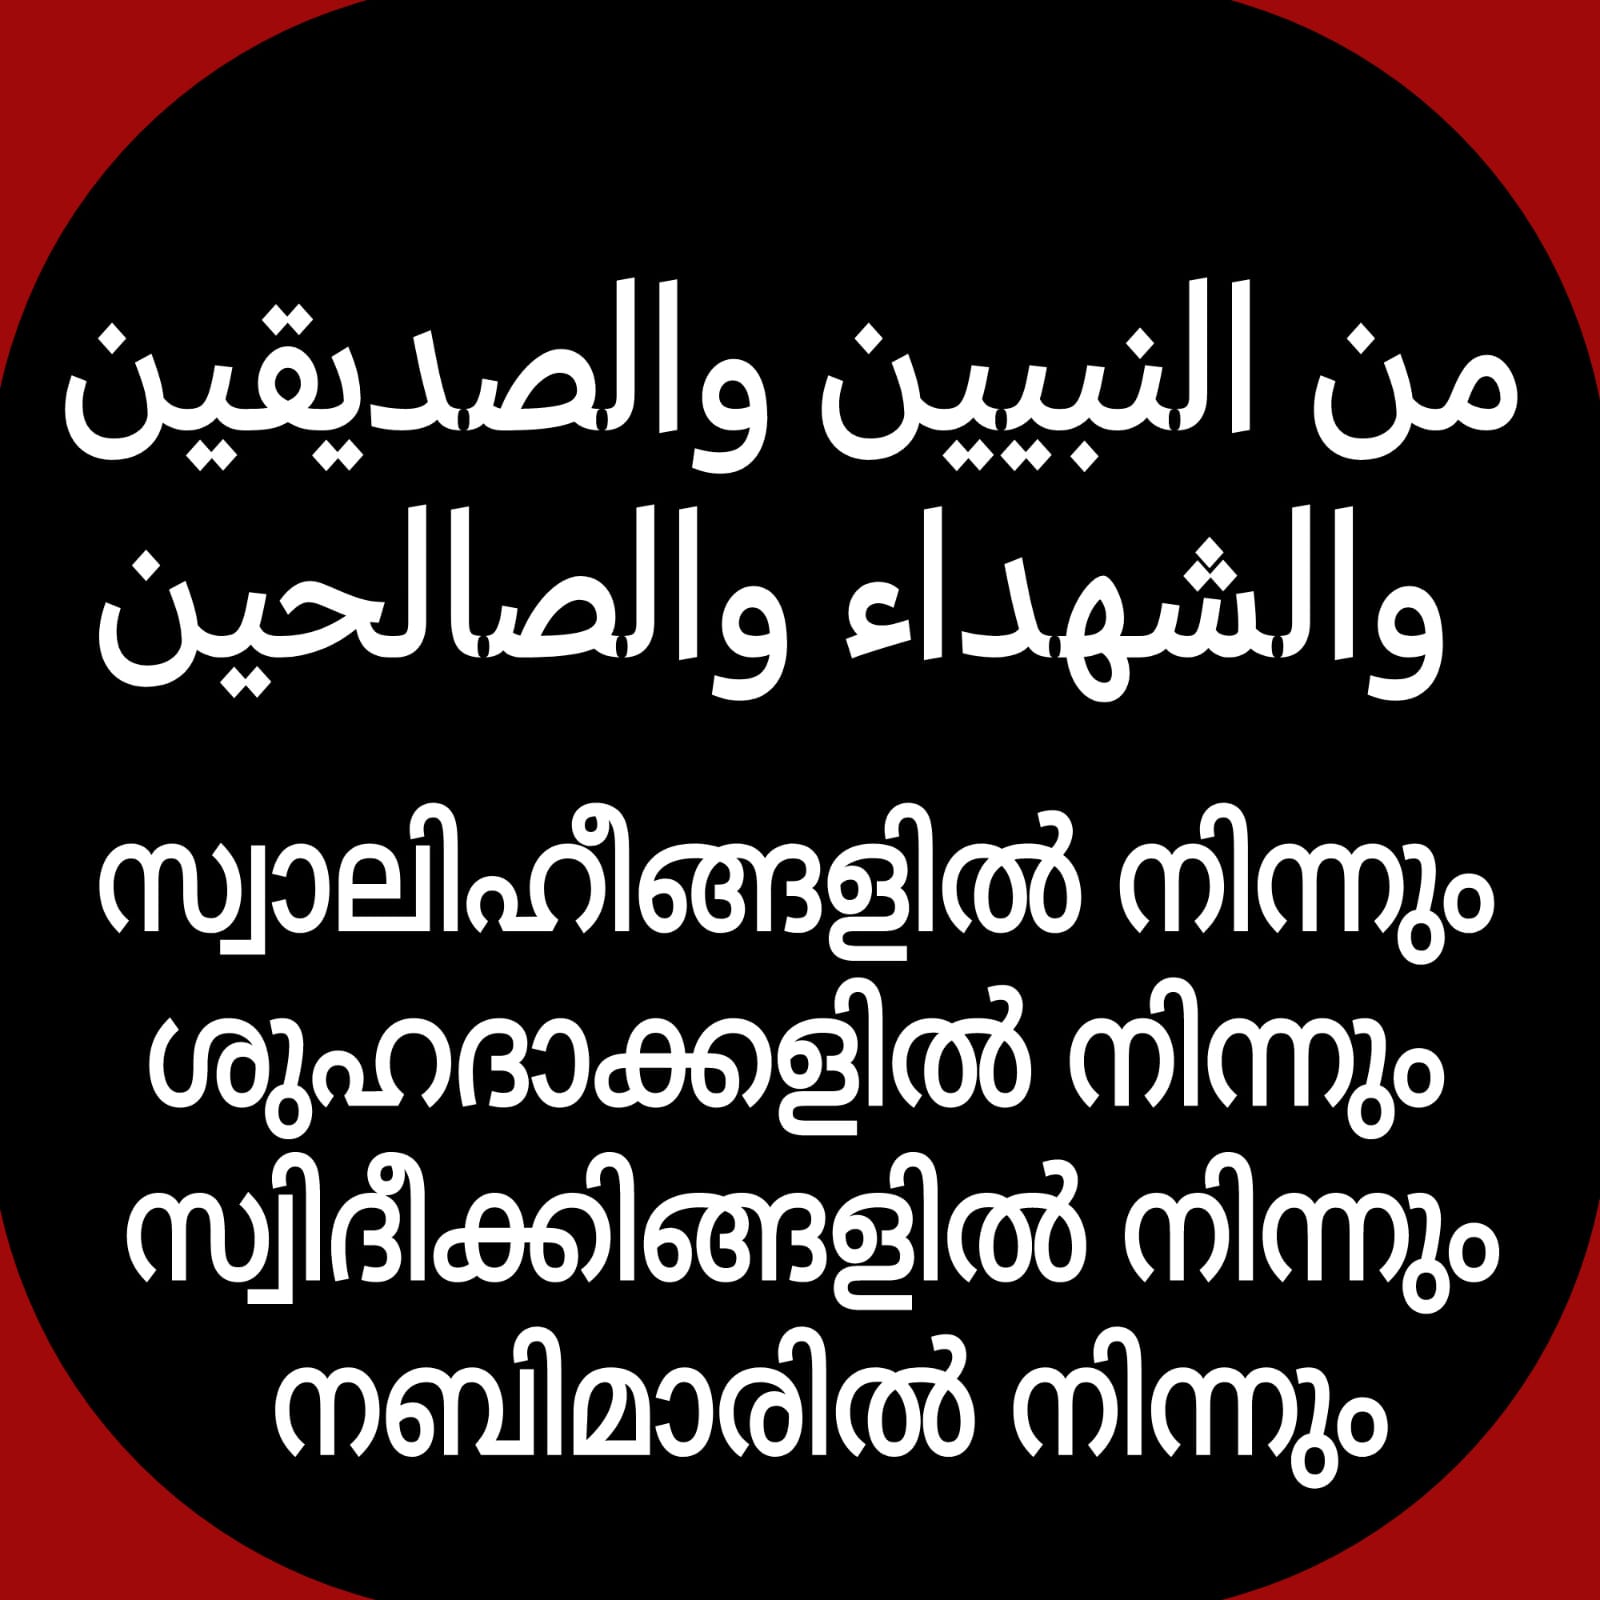 من النبيين والصديقين
والشهداء والصالحين
സ്വാലിഹീങ്ങളിൽ നിന്നും
ശുഹദാക്കളിൽ നിന്നും
സ്വിദീക്കിങ്ങളിൽ നിന്നും
നബിമാരിൽ നിന്നും